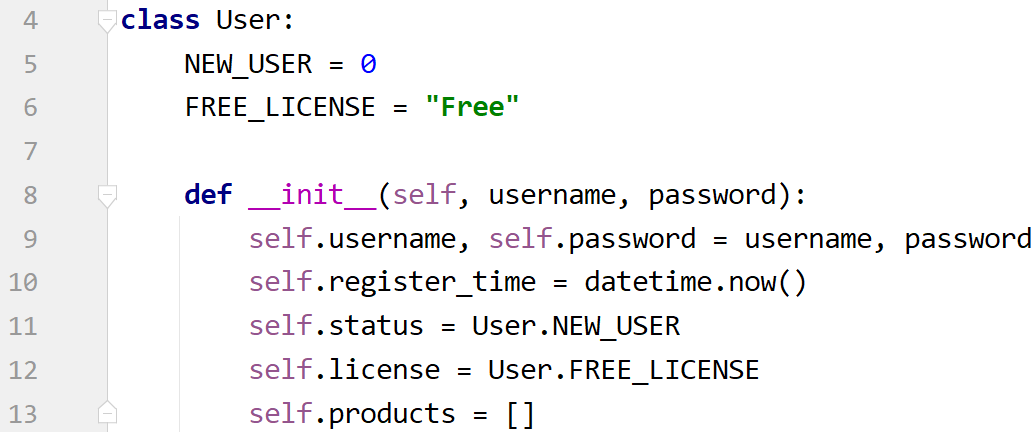 4 class User:
5     NEW_USER = 0
6     FREE_LICENSE = "Free"
7
8     def __init__(self, username, password):
9         self.username, self.password = username, password
10         self.register_time = datetime.now()
11         self.status = User.NEW_USER
12         self.license = User.FREE_LICENSE
13         self.products = []